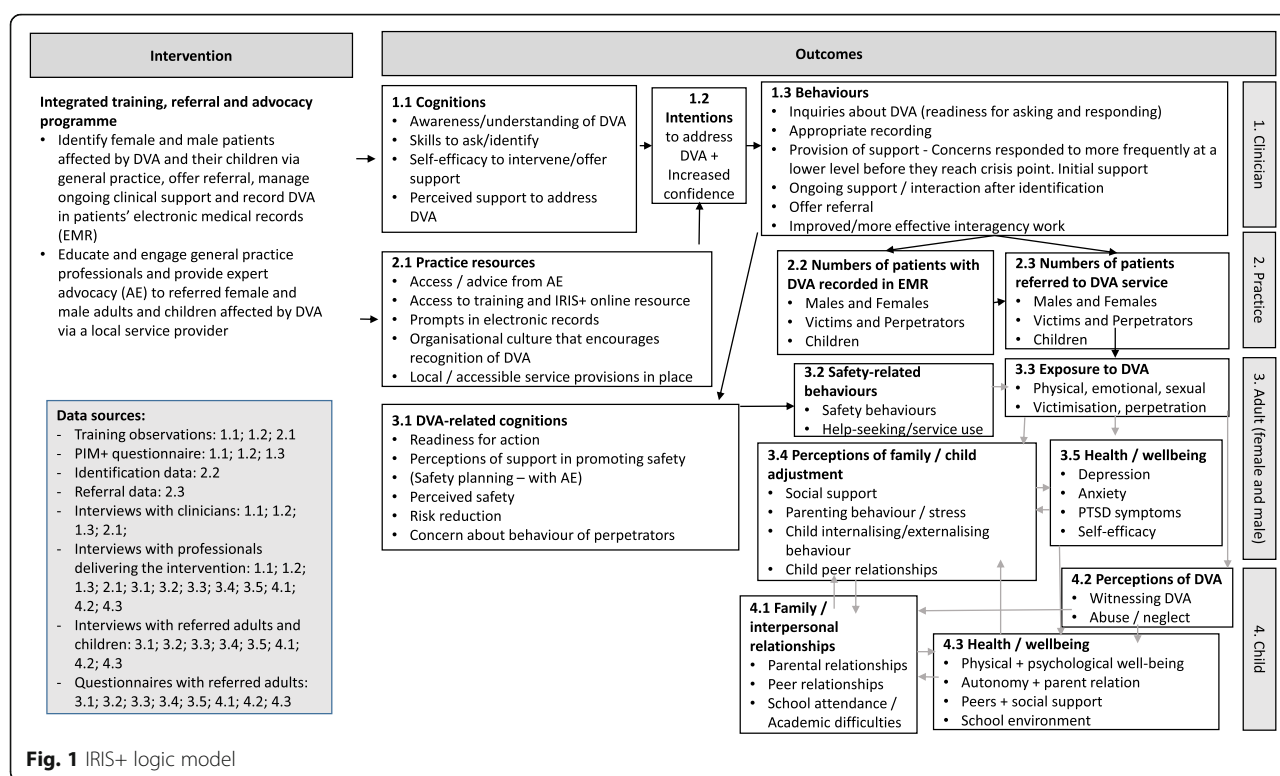 Intervention
Outcomes
Integrated training, referral and advocacy
programme
• Identify female and male patients
affected by DVA and their children via
general practice, offer referral, manage
ongoing clinical support and record DVA
in patients' electronic medical records
(EMR)
• Educate and engage general practice
professionals and provide expert
advocacy (AE) to referred female and
male adults and children affected by DVA
via a local service provider
Data sources:
- Training observations: 1.1; 1.2; 2.1
- PIM+ questionnaire: 1.1; 1.2; 1.3
- Identification data: 2.2
- Referral data: 2.3
- Interviews with clinicians: 1.1; 1.2;
1.3; 2.1;
- Interviews with professionals
delivering the intervention: 1.1; 1.2;
1.3; 2.1; 3.1; 3.2; 3.3; 3.4; 3.5; 4.1;
4.2; 4.3
- Interviews with referred adults and
children: 3.1; 3.2; 3.3; 3.4; 3.5; 4.1;
4.2; 4.3
- Questionnaires with referred adults:
3.1; 3.2; 3.3; 3.4; 3.5; 4.1; 4.2; 4.3
1.1 Cognitions
• Awareness/understanding of DVA
• Skills to ask/identify
• Self-efficacy to intervene/offer
support
• Perceived support to address
DVA
1.2
Intentions
to address
DVA +
Increased
confidence
1.3 Behaviours
• Inquiries about DVA (readiness for asking and responding)
• Appropriate recording
• Provision of support - Concerns responded to more frequently at a
lower level before they reach crisis point. Initial support
• Ongoing support / interaction after identification
• Offer referral
• Improved/more effective interagency work
1. Clinician
2.1 Practice resources
• Access / advice from AE
• Access to training and IRIS+ online resource
• Prompts in electronic records
• Organisational culture that encourages
recognition of DVA
• Local / accessible service provisions in place
2.2 Numbers of patients with
DVA recorded in EMR
• Males and Females
• Victims and Perpetrators
• Children
2.3 Numbers of patients
referred to DVA service
• Males and Females
• Victims and Perpetrators
• Children
2. Practice
3.1 DVA-related cognitions
• Readiness for action
• Perceptions of support in promoting safety
• (Safety planning – with AE)
• Perceived safety
• Risk reduction
• Concern about behaviour of perpetrators
3.2 Safety-related
behaviours
• Safety behaviours
• Help-seeking/service use
3.3 Exposure to DVA
• Physical, emotional, sexual
• Victimisation, perpetration
3.4 Perceptions of family / child
adjustment
• Social support
• Parenting behaviour / stress
• Child internalising/externalising
behaviour
• Child peer relationships
3.5 Health / wellbeing
• Depression
• Anxiety
• PTSD symptoms
• Self-efficacy
3. Adult (female and male)
4.1 Family /
interpersonal
relationships
• Parental relationships
• Peer relationships
• School attendance /
Academic difficulties
4.2 Perceptions of DVA
• Witnessing DVA
• Abuse / neglect
4.3 Health / wellbeing
• Physical + psychological well-being
• Autonomy + parent relation
• Peers + social support
• School environment
4. Child
Fig. 1 IRIS+ logic model